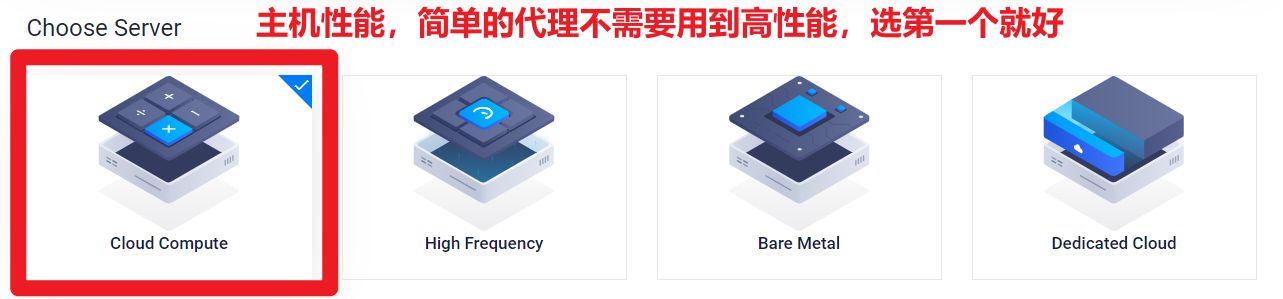 Choose Server
主机性能，简单的代理不需要用到高性能，选第一个就好
Cloud Compute
High Frequency
Bare Metal
Dedicated Cloud